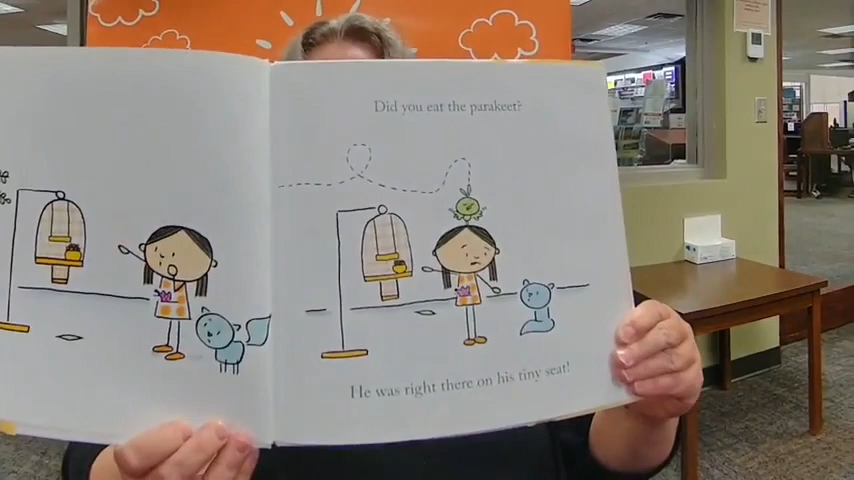 Did you eat the parakeet?
He was right there on his tiny seat!